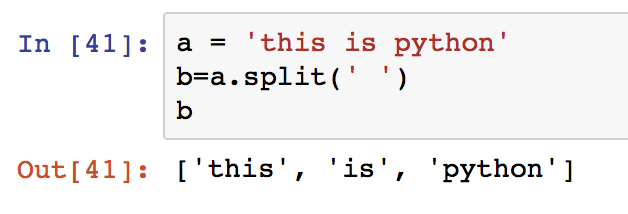 In [41]: a = 'this is python'
b=a.split(' ')
b
Out[41]: ['this', 'is', 'python']